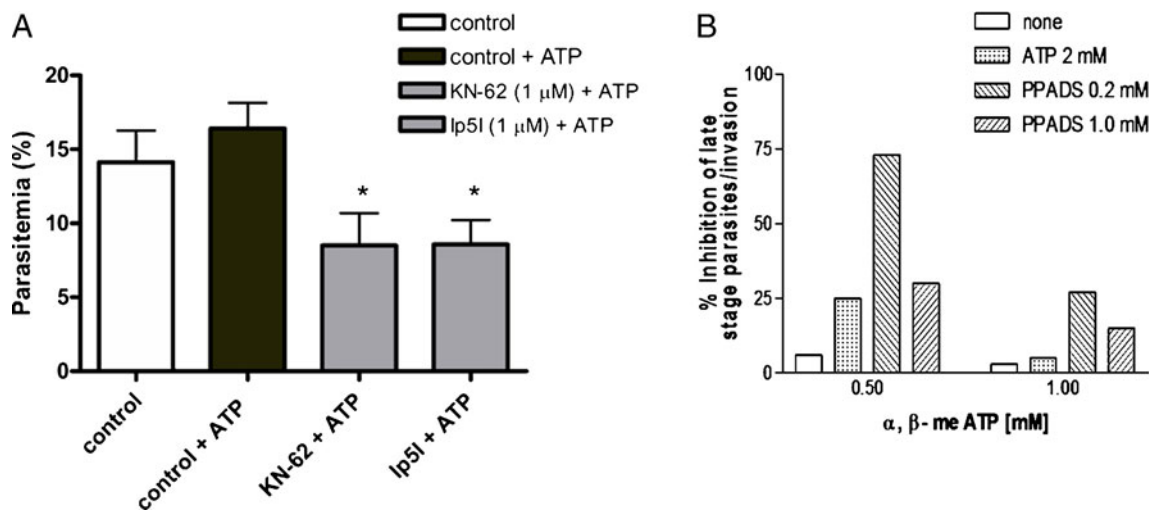 A
control
control + ATP
KN-62 (1 μM) + ATP
Ip5I (1 μM) + ATP
Parasitemia (%)
20
15
10
5
0
*
*
control
control + ATP
KN-62 + ATP
Ip5I + ATP
B
none
ATP 2 mM
PPADS 0.2 mM
PPADS 1.0 mM
% Inhibition of late
stage parasites/invasion
100
75
50
25
0
0.50
1.00
α, β- me ATP [mM]